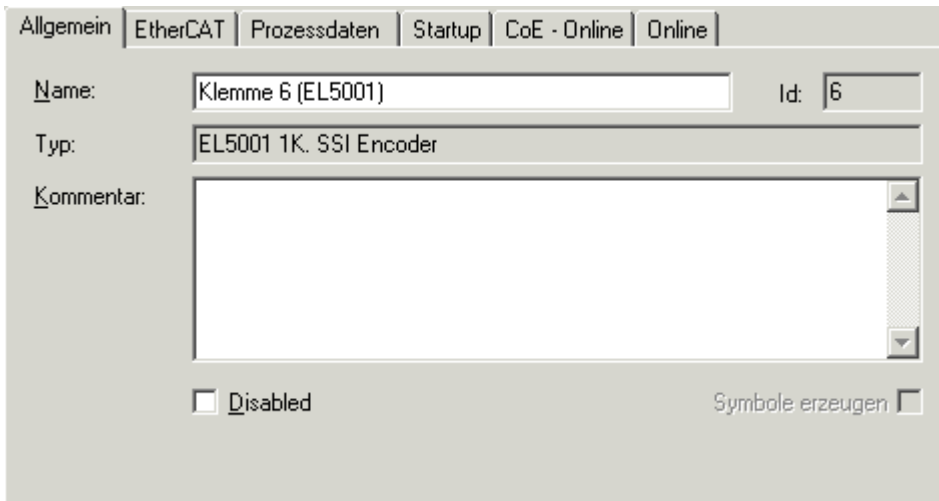 Allgemein EtherCAT Prozessdaten Startup CoE - Online Online
Name: Klemme 6 (EL5001) Id: 6
Typ: EL5001 1K. SSI Encoder
Kommentar:
Disabled Symbole erzeugen